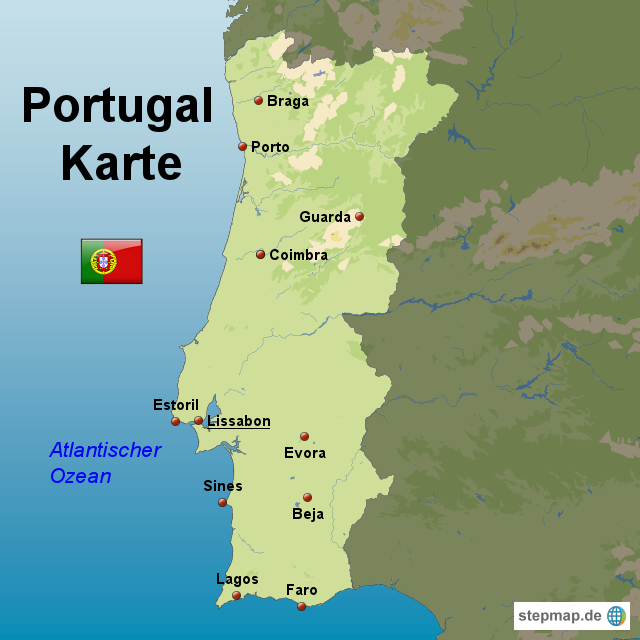 Portugal
Karte
Braga
Porto
Guarda
Coimbra
Estoril
Lissabon
Atlantischer
Ozean
Evora
Sines
Beja
Lagos
Faro
stepmap.de